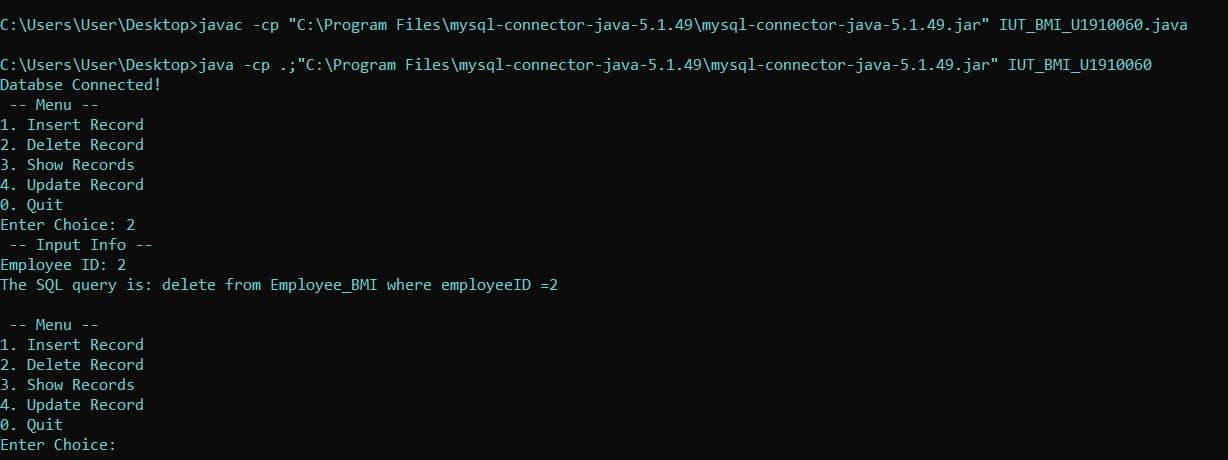 C:\Users\User\Desktop>javac -cp "C:\Program Files\mysql-connector-java-5.1.49\mysql-connector-java-5.1.49.jar" IUT_BMI_U1910060.java
C:\Users\User\Desktop>java -cp .;"C:\Program Files\mysql-connector-java-5.1.49\mysql-connector-java-5.1.49.jar" IUT_BMI_U1910060
Databse Connected!
-- Menu --
1. Insert Record
2. Delete Record
3. Show Records
4. Update Record
0. Quit
Enter Choice: 2
-- Input Info --
Employee ID: 2
The SQL query is: delete from Employee_BMI where employeeID =2
-- Menu --
1. Insert Record
2. Delete Record
3. Show Records
4. Update Record
0. Quit
Enter Choice: